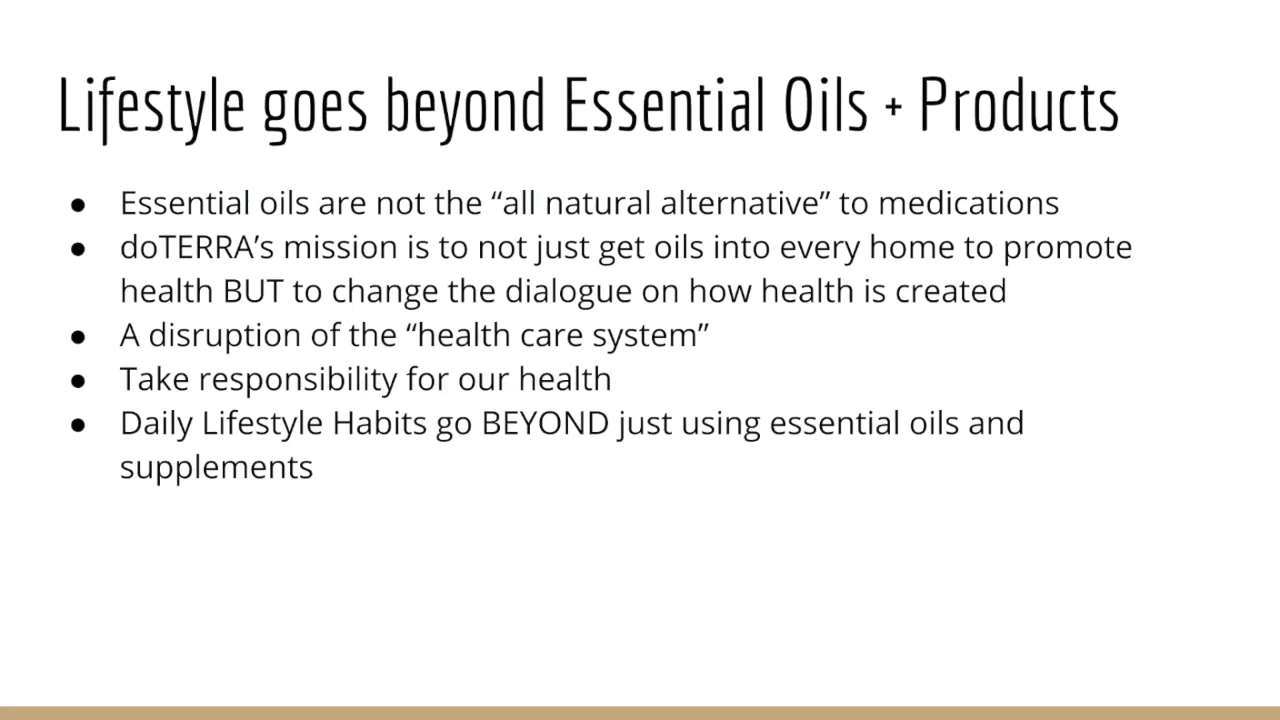 Lifestyle goes beyond Essential Oils + Products
● Essential oils are not the “all natural alternative” to medications
● doTERRA’s mission is to not just get oils into every home to promote
health BUT to change the dialogue on how health is created
● A disruption of the “health care system”
● Take responsibility for our health
● Daily Lifestyle Habits go BEYOND just using essential oils and
supplements